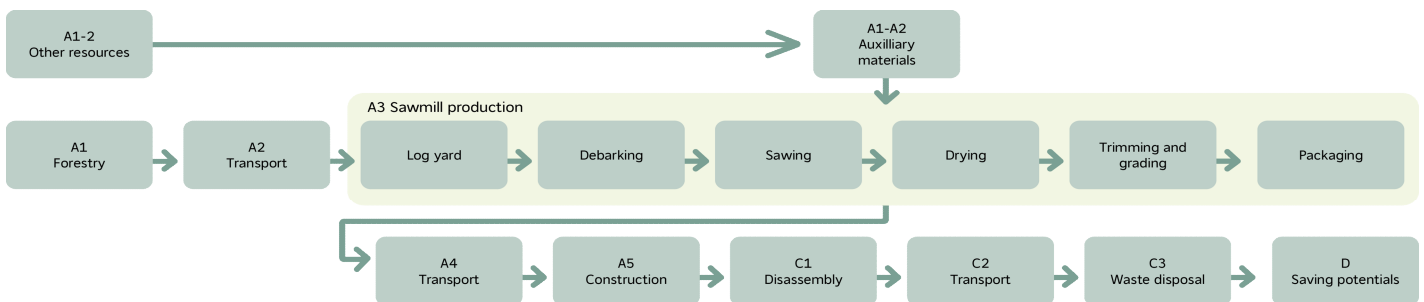 A1-2
Other resources
A1-A2
Auxilliary
materials
A3 Sawmill production
A1
Forestry
A2
Transport
Log yard
Debarking
Sawing
Drying
Trimming and
grading
Packaging
A4
Transport
A5
Construction
C1
Disassembly
C2
Transport
C3
Waste disposal
D
Saving potentials